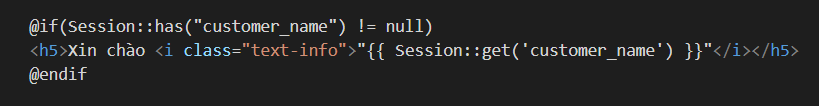 @if(Session::has("customer_name") != null)
<h5>Xin chào <i class="text-info">"{{ Session::get('customer_name') }}"</i></h5>
@endif